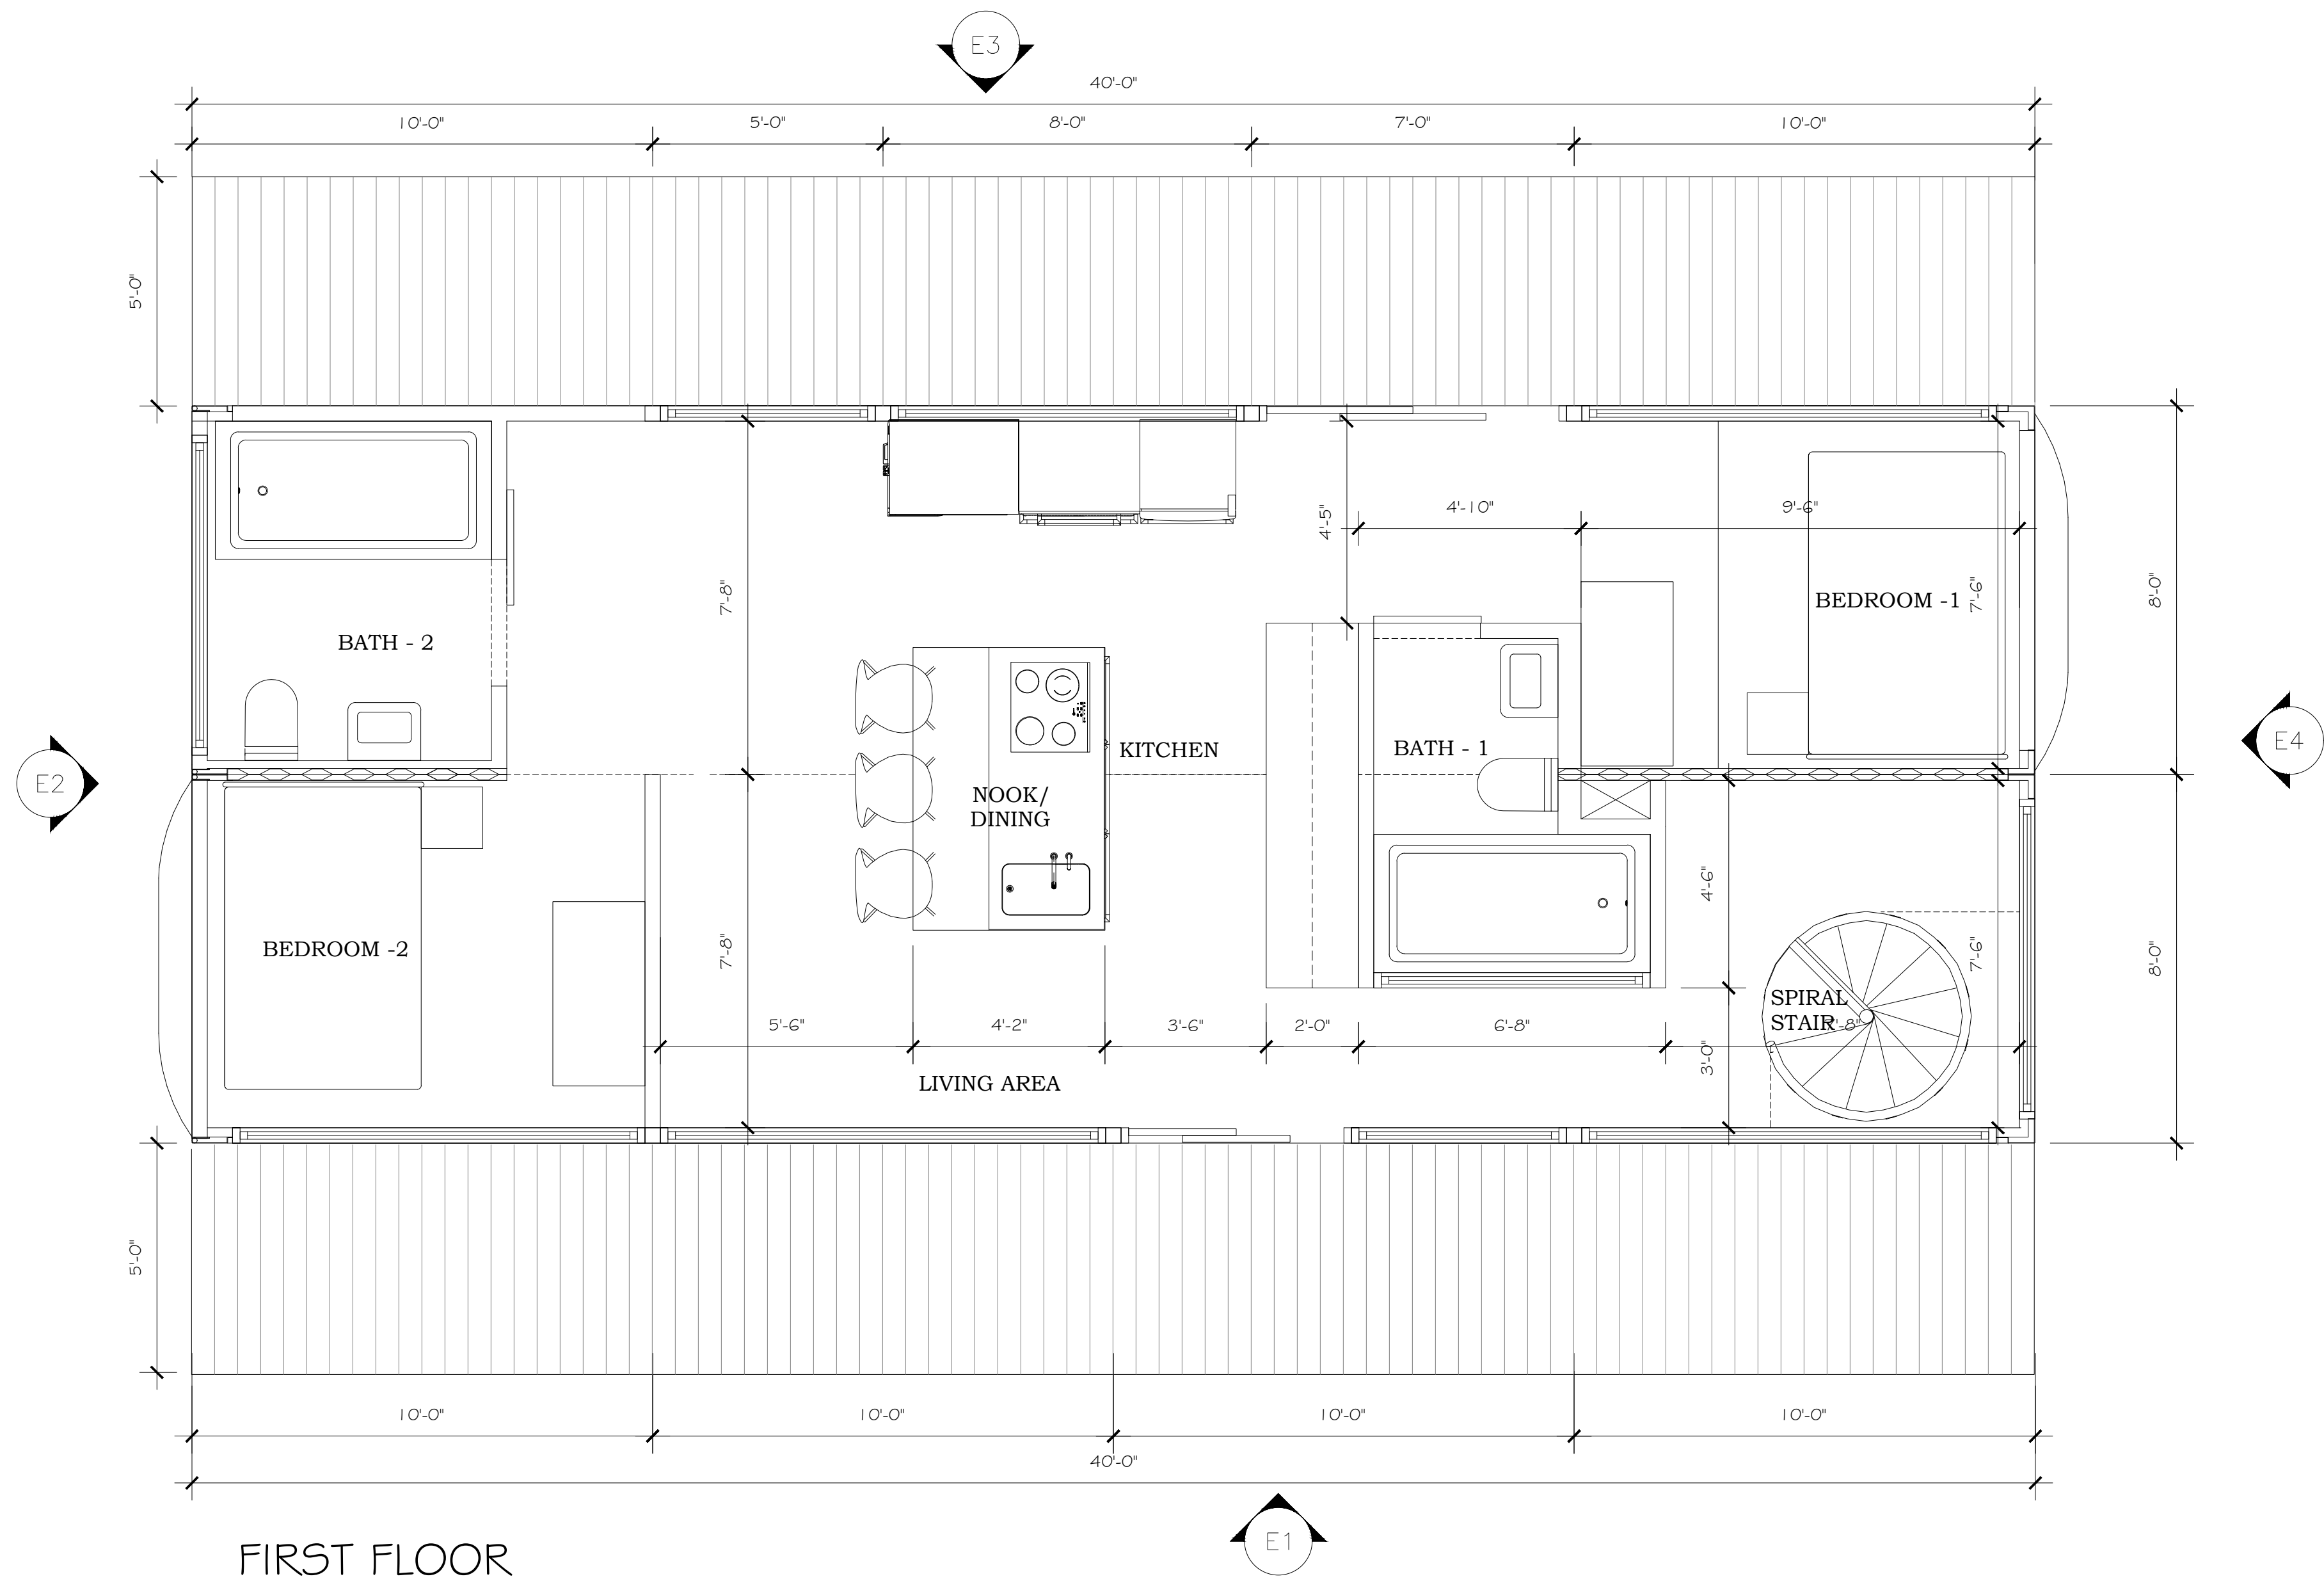 E3
40'-0"
10'-0"
5'-0"
8'-0"
7'-0"
10'-0"
5'-0"
4'-5"
4'-10"
9'-6"
7'-8"
BEDROOM -1
7'-6"
8'-0"
BATH - 2
KITCHEN
BATH - 1
E2
E4
NOOK/
DINING
4'-6"
BEDROOM -2
7'-8"
7'-6"
8'-0"
SPIRAL
STAIR
5'-6"
4'-2"
3'-6"
2'-0"
6'-8"
3'-0"
LIVING AREA
5'-0"
10'-0"
10'-0"
10'-0"
10'-0"
40'-0"
E1
FIRST FLOOR